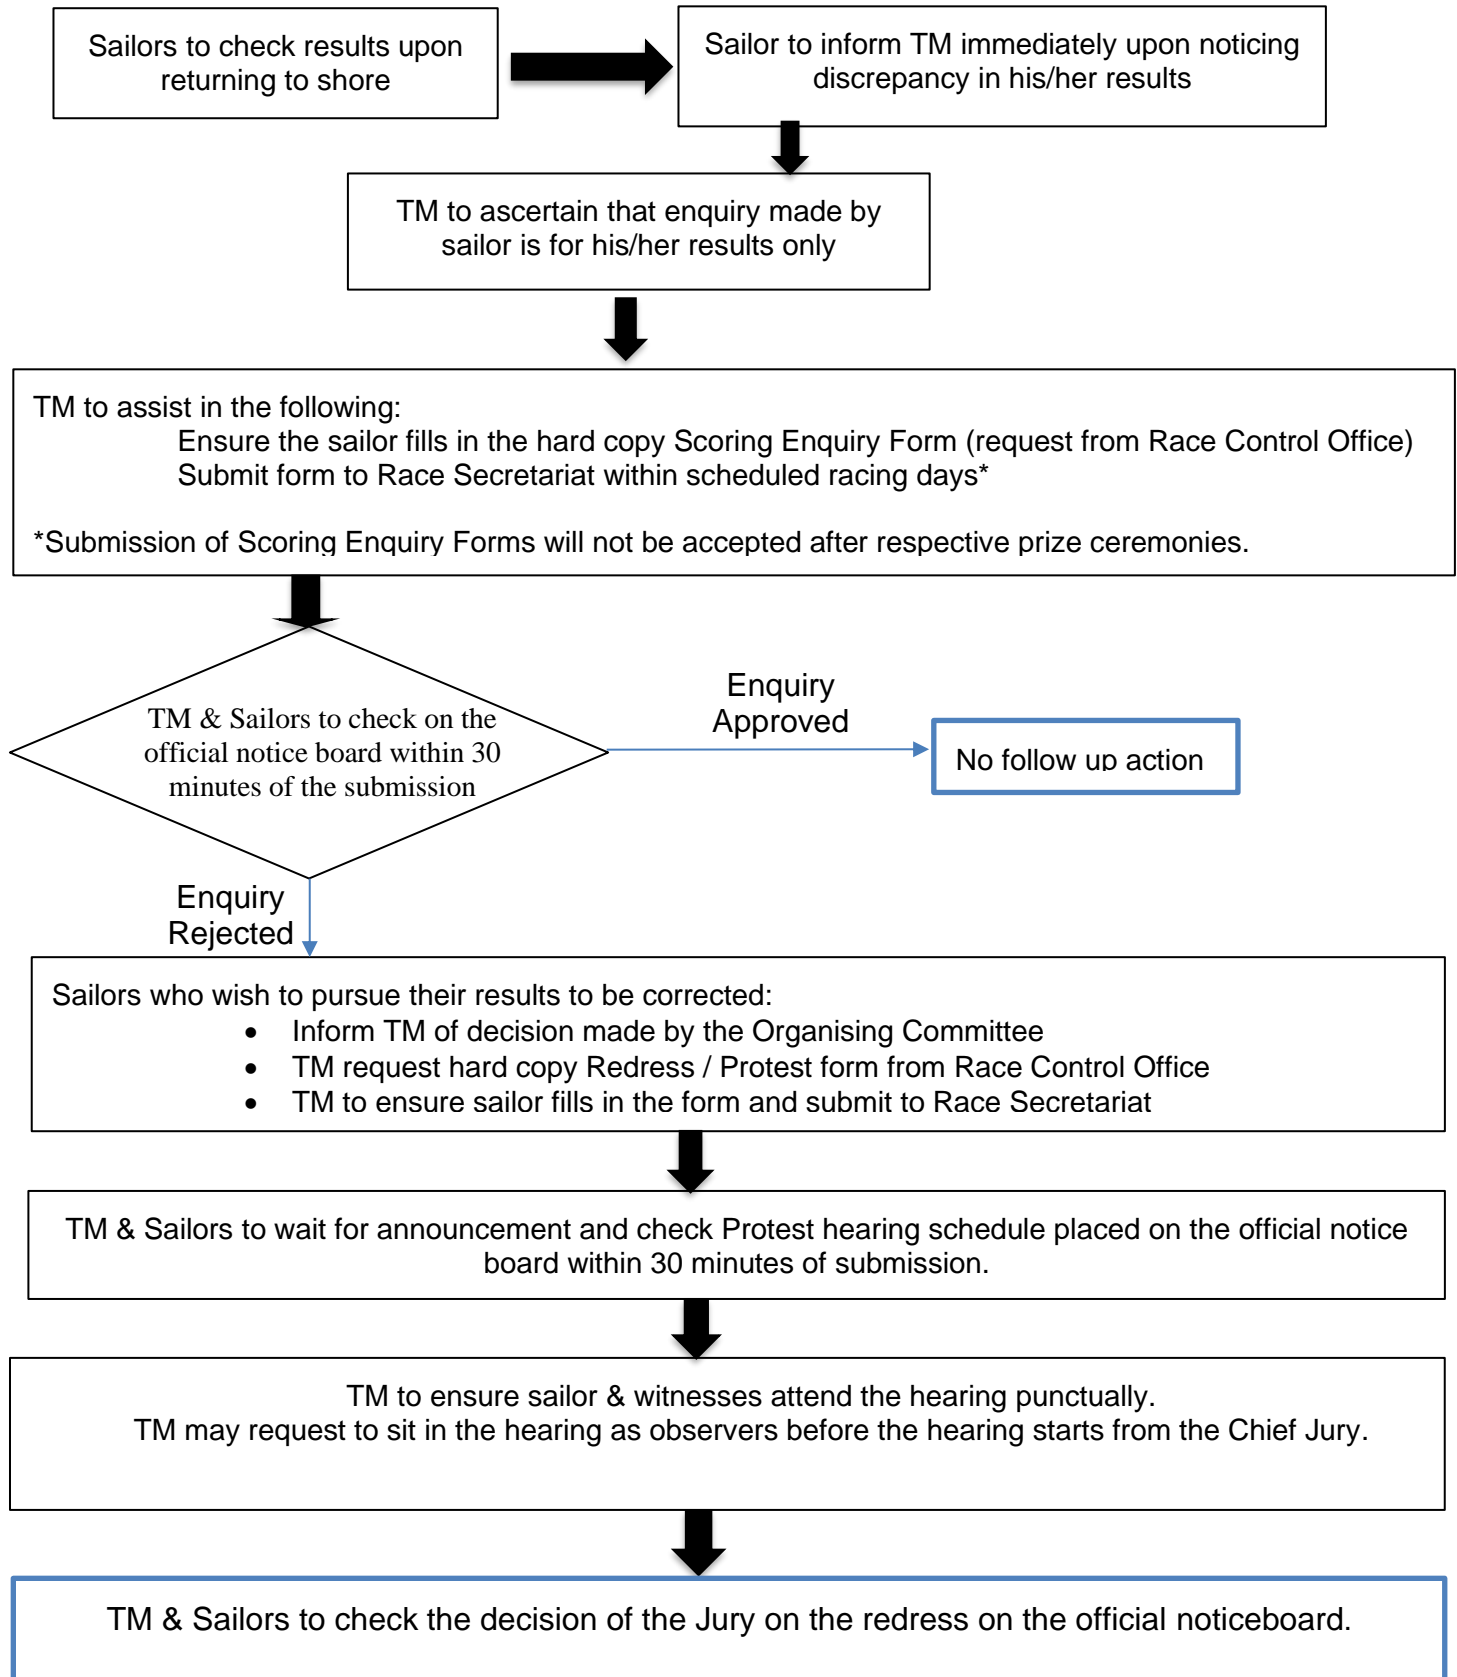 Sailors to check results upon
returning to shore
Sailor to inform TM immediately upon noticing
discrepancy in his/her results
TM to ascertain that enquiry made by
sailor is for his/her results only
TM to assist in the following:
Ensure the sailor fills in the hard copy Scoring Enquiry Form (request from Race Control Office)
Submit form to Race Secretariat within scheduled racing days*
*Submission of Scoring Enquiry Forms will not be accepted after respective prize ceremonies.
TM & Sailors to check on the
official notice board within 30
minutes of the submission
Enquiry
Approved
No follow up action
Enquiry
Rejected
Sailors who wish to pursue their results to be corrected:
• Inform TM of decision made by the Organising Committee
• TM request hard copy Redress / Protest form from Race Control Office
• TM to ensure sailor fills in the form and submit to Race Secretariat
TM & Sailors to wait for announcement and check Protest hearing schedule placed on the official notice
board within 30 minutes of submission.
TM to ensure sailor & witnesses attend the hearing punctually.
TM may request to sit in the hearing as observers before the hearing starts from the Chief Jury.
TM & Sailors to check the decision of the Jury on the redress on the official noticeboard.